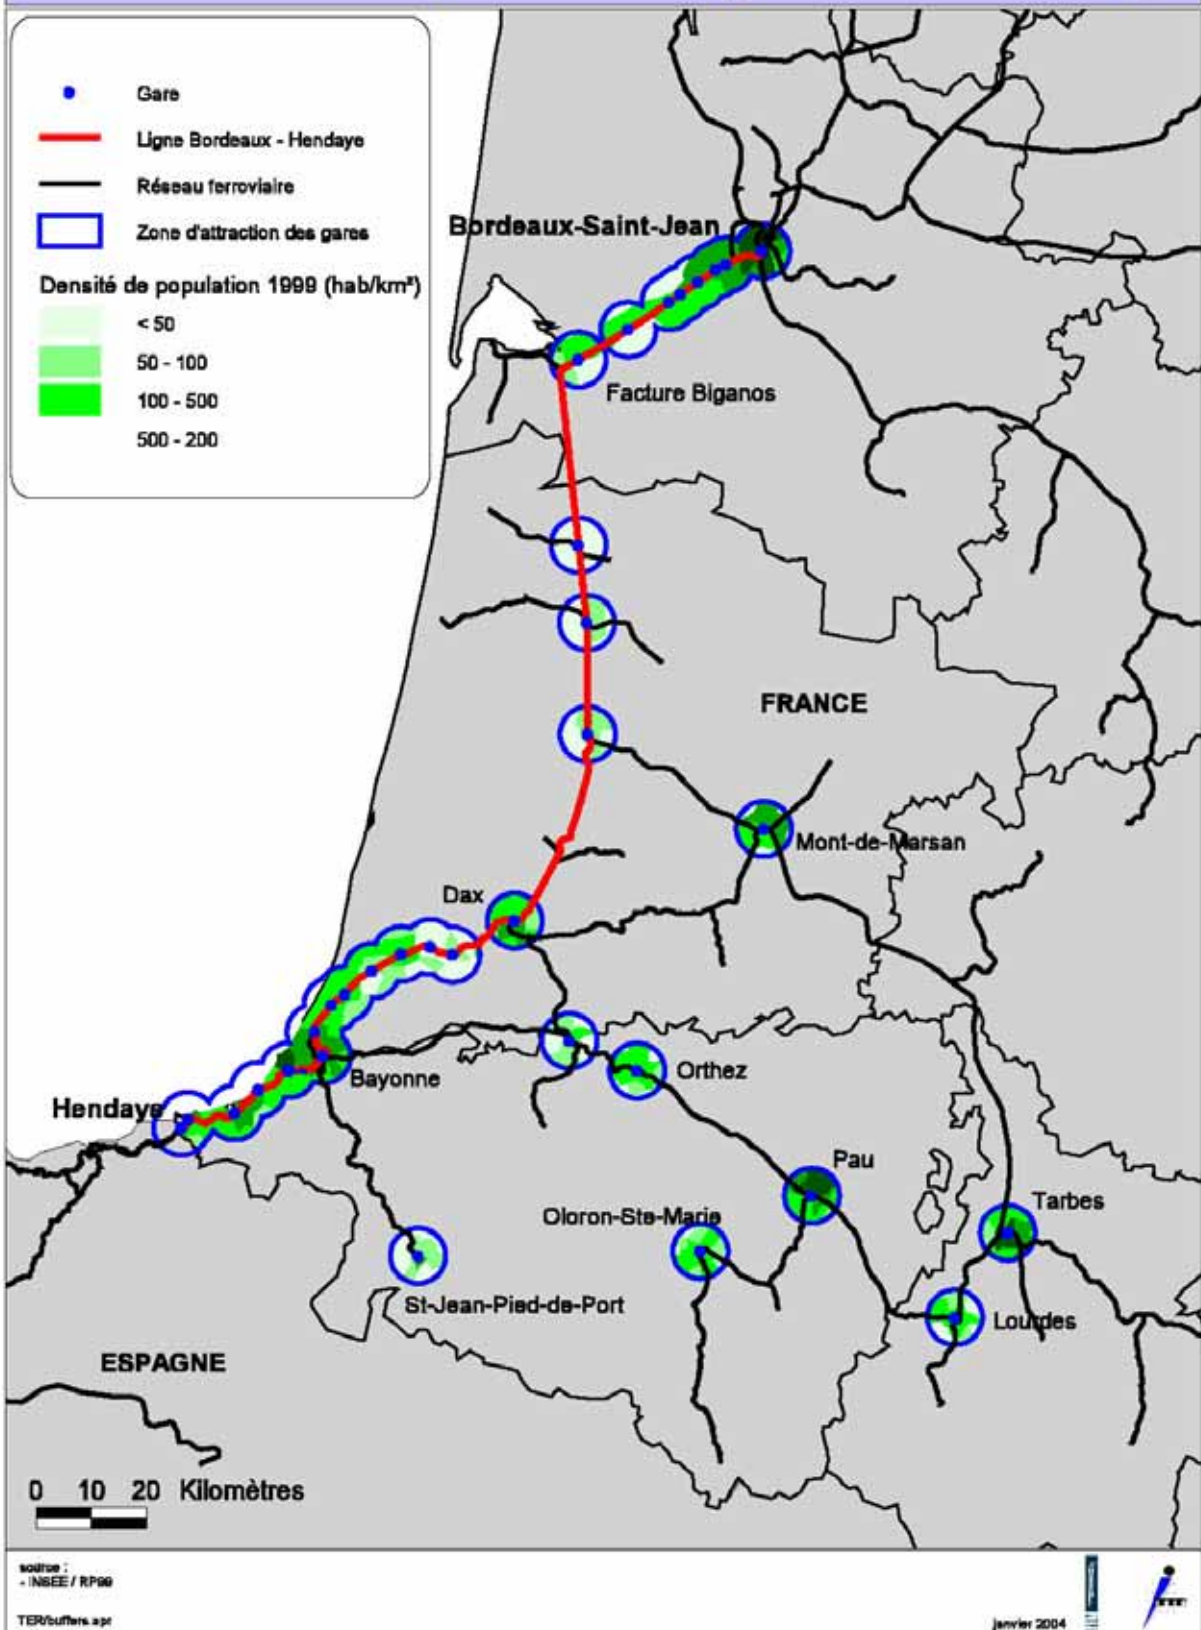 Gare
Ligne Bordeaux - Hendaye
Réseau ferroviaire
Zone d'attraction des gares
Densité de population 1999 (hab/km²)
< 50
50 - 100
100 - 500
500 - 200
Bordeaux-Saint-Jean
Facture Biganos
FRANCE
Mont-de-Marsan
Dax
Bayonne
Orthez
Hendaye
Pau
Tarbes
Oloron-Ste-Marie
St-Jean-Pied-de-Port
Lourdes
ESPAGNE
0 10 20 Kilomètres
source :
- INSEE / RP99
TER/buffers.apr
janvier 2004